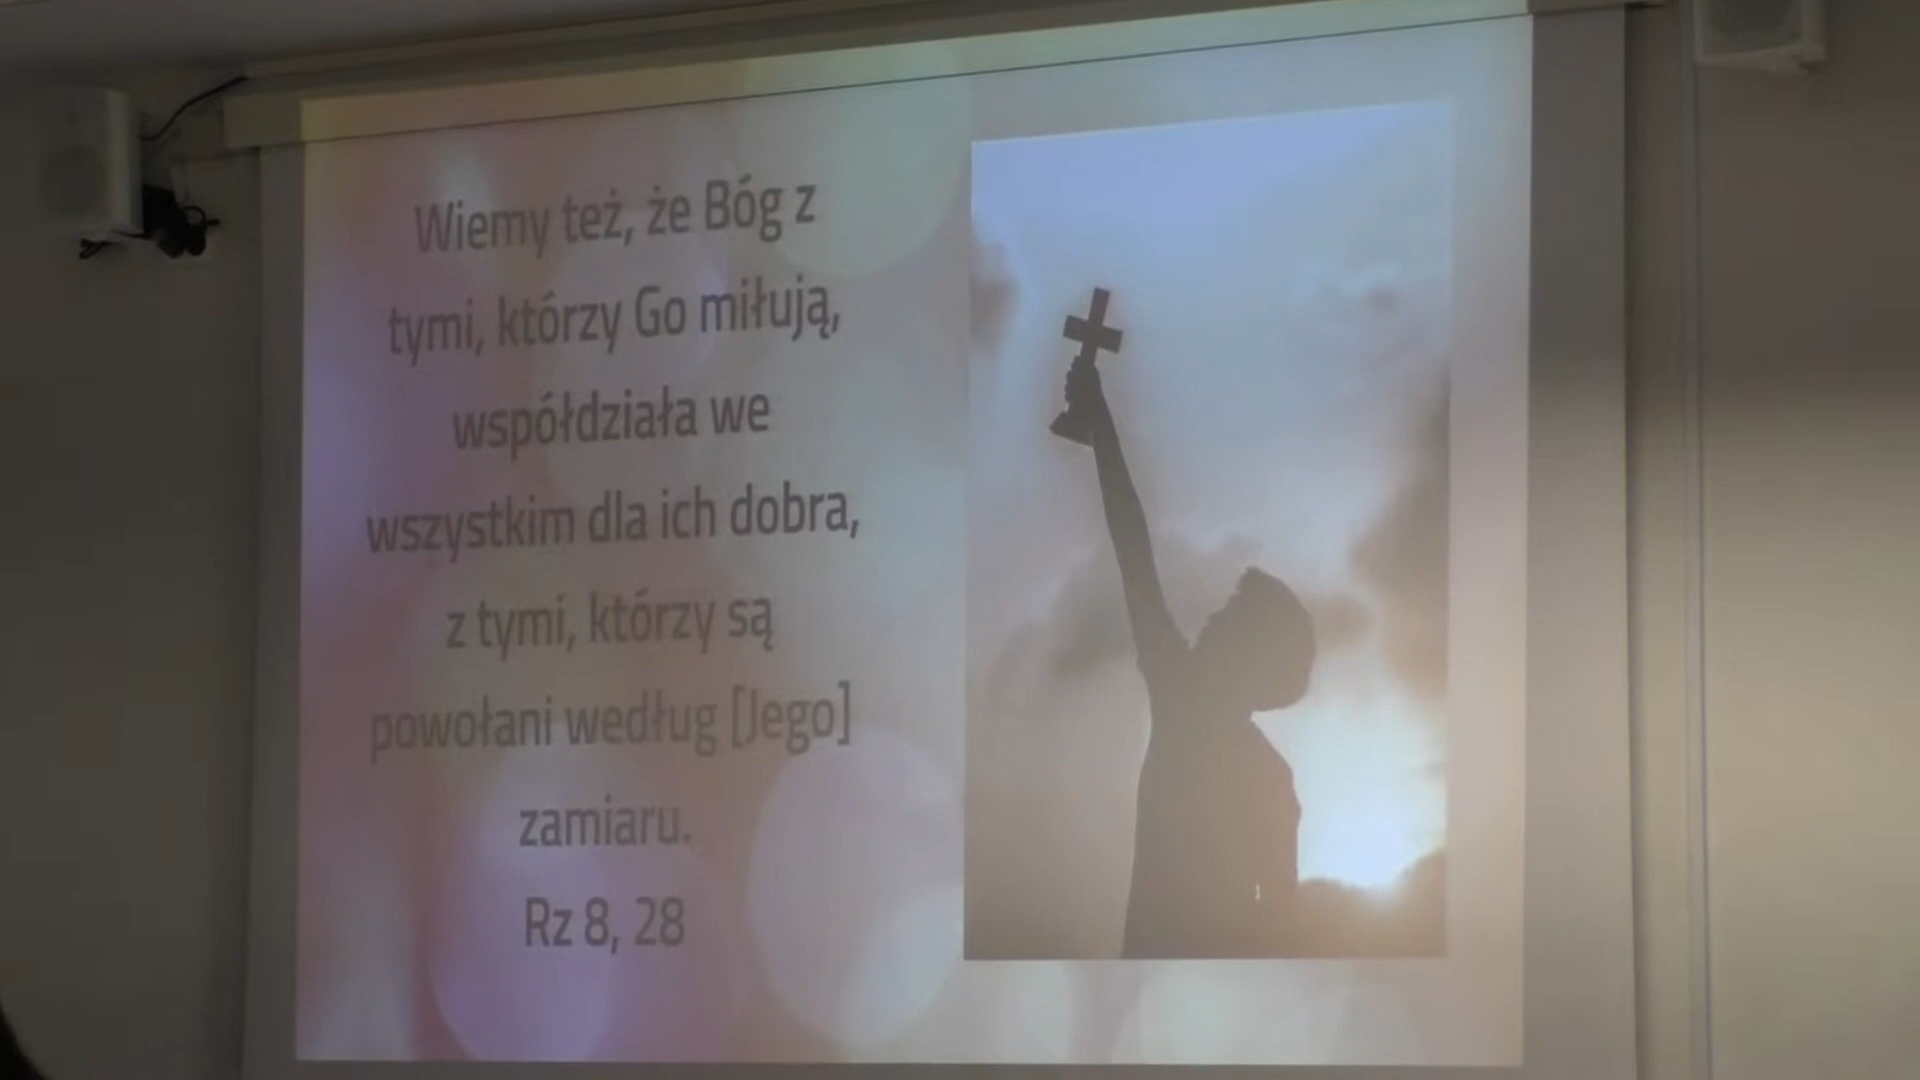 Wiemy też, że Bóg z
tymi, którzy Go miłują,
współdziała we
wszystkim dla ich dobra,
z tymi, którzy są
powołani według [Jego]
zamiaru.
Rz 8, 28